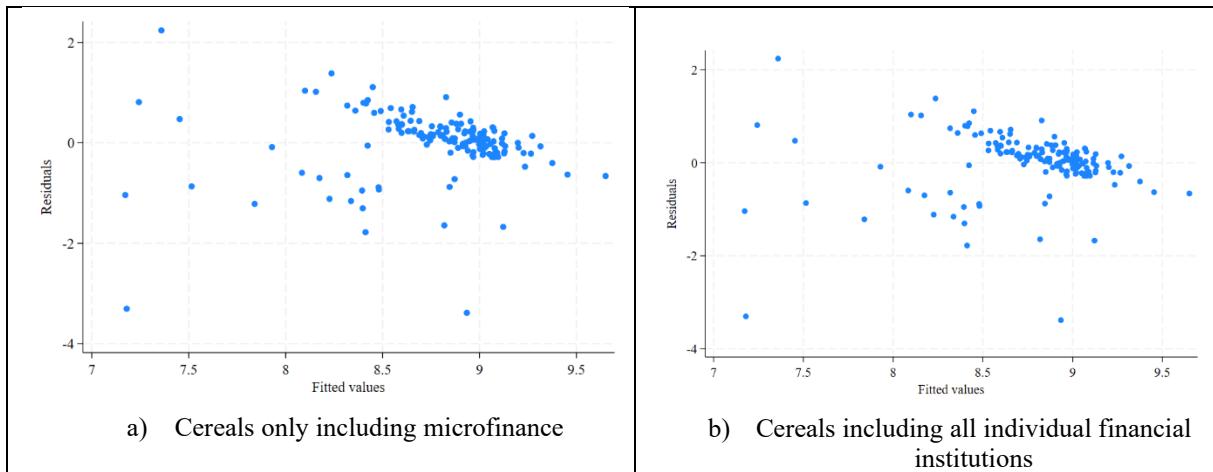 2
0
-2
-4
Residuals
7
7.5
8
8.5
9
9.5
Fitted values
a) Cereals only including microfinance
2
0
-2
-4
Residuals
7
7.5
8
8.5
9
9.5
Fitted values
b) Cereals including all individual financial
institutions